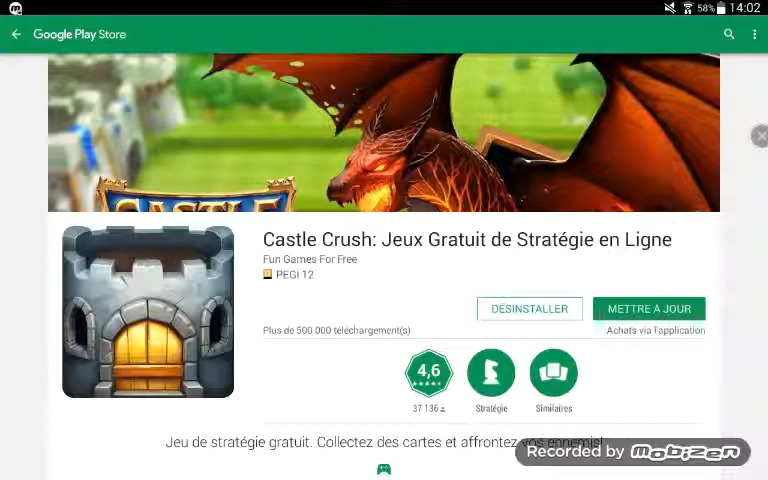 58% 14:02
Google Play Store
CASTLE
Castle Crush: Jeux Gratuit de Stratégie en Ligne
Fun Games For Free
PEGI 12
DÉSINSTALLER METTRE À JOUR
Plus de 500 000 téléchargement(s) Achats via l'application
4,6
37 136 Stratégie Similaires
Jeu de stratégie gratuit. Collectez des cartes et affrontez vos ennemis!
Recorded by MOBIZEN